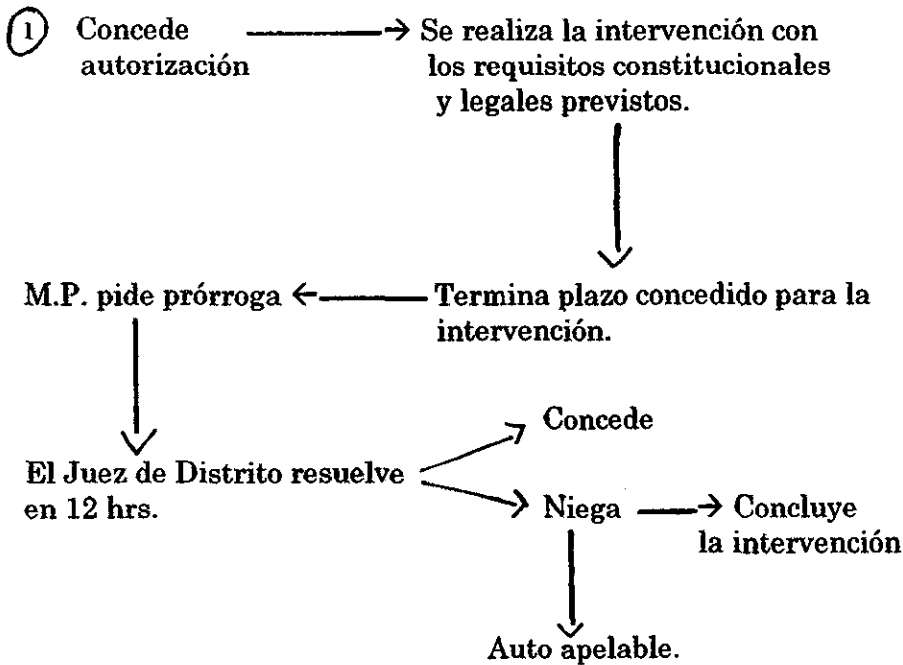 1 Concede
autorización
Se realiza la intervención con
los requisitos constitucionales
y legales previstos.
M.P. pide prórroga
Termina plazo concedido para la
intervención.
El Juez de Distrito resuelve
en 12 hrs.
Concede
Niega
Concluye
la intervención
Auto apelable.